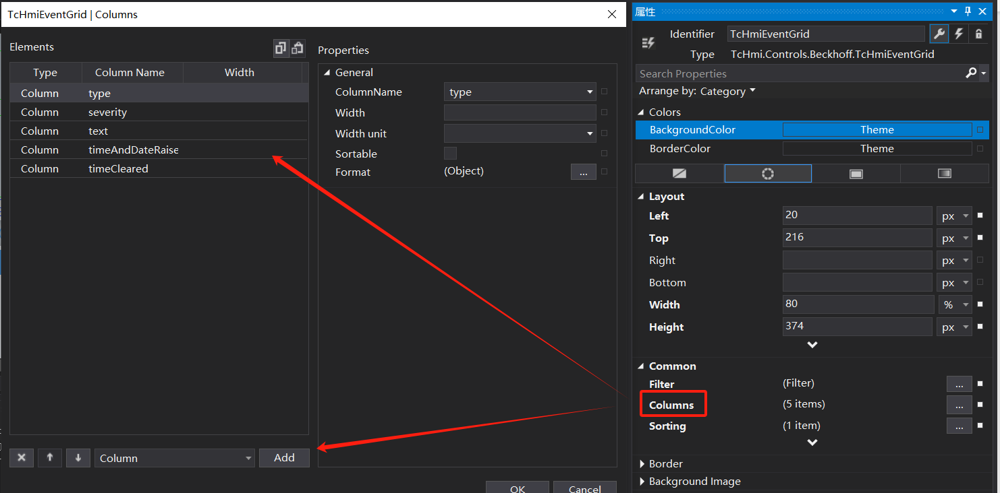 TcHmiEventGrid | Columns
Elements
Type Column Name Width
Column type
Column severity
Column text
Column timeAndDateRaise
Column timeCleared
Column Add
Properties
General
ColumnName type
Width
Width unit
Sortable
Format (Object) ...
OK Cancel
属性
Identifier TcHmiEventGrid
Type TcHmi.Controls.Beckhoff.TcHmiEventGrid
Search Properties
Arrange by: Category
Colors
BackgroundColor Theme
BorderColor Theme
Layout
Left 20 px
Top 216 px
Right px
Bottom px
Width 80 %
Height 374 px
Common
Filter (Filter) ...
Columns (5 items) ...
Sorting (1 item) ...
Border
Background Image